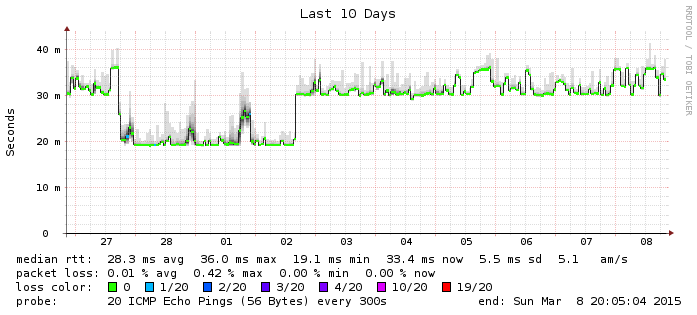 Last 10 Days
RRDTOOL / TOBI OETIKER
Seconds
40 m
30 m
20 m
10 m
0
27 28 01 02 03 04 05 06 07 08
median rtt: 28.3 ms avg 36.0 ms max 19.1 ms min 33.4 ms now 5.5 ms sd 5.1 am/s
packet loss: 0.01 % avg 0.42 % max 0.00 % min 0.00 % now
loss color: 0 1/20 2/20 3/20 4/20 10/20 19/20
probe: 20 ICMP Echo Pings (56 Bytes) every 300s end: Sun Mar 8 20:05:04 2015